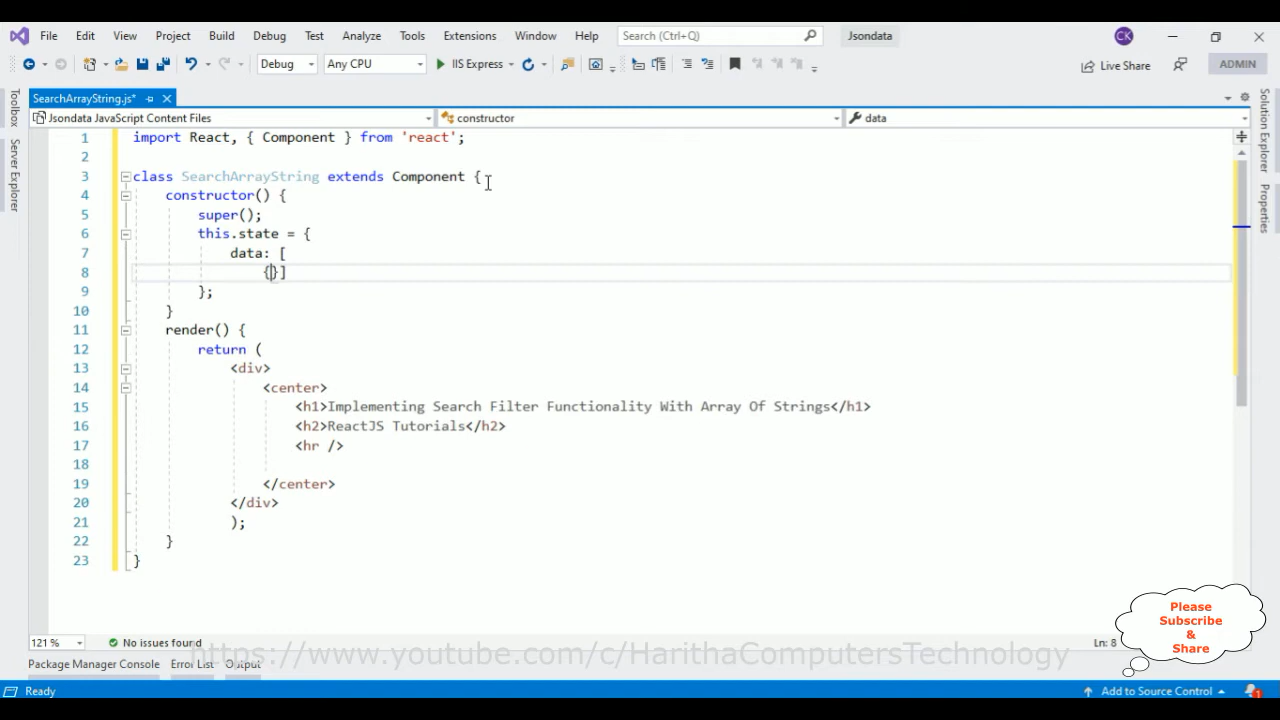 File Edit View Project Build Debug Test Analyze Tools Extensions Window Help Search (Ctrl+Q) Jsondata CK
Debug Any CPU IIS Express Live Share ADMIN
SearchArrayString.js*
Jsondata JavaScript Content Files constructor data
Toolbox
Server Explorer
Solution Explorer
Properties
1 import React, { Component } from 'react';
2
3 class SearchArrayString extends Component {
4 constructor() {
5 super();
6 this.state = {
7 data: [
8 {}]
9 };
10 }
11 render() {
12 return (
13 <div>
14 <center>
15 <h1>Implementing Search Filter Functionality With Array Of Strings</h1>
16 <h2>ReactJS Tutorials</h2>
17 <hr />
18
19 </center>
20 </div>
21 );
22 }
23 }
Please
Subscribe
&
Share
121 % No issues found Ln: 8
https://www.youtube.com/c/HarithaComputersTechnology
Package Manager Console Error List Output
Ready Add to Source Control 1